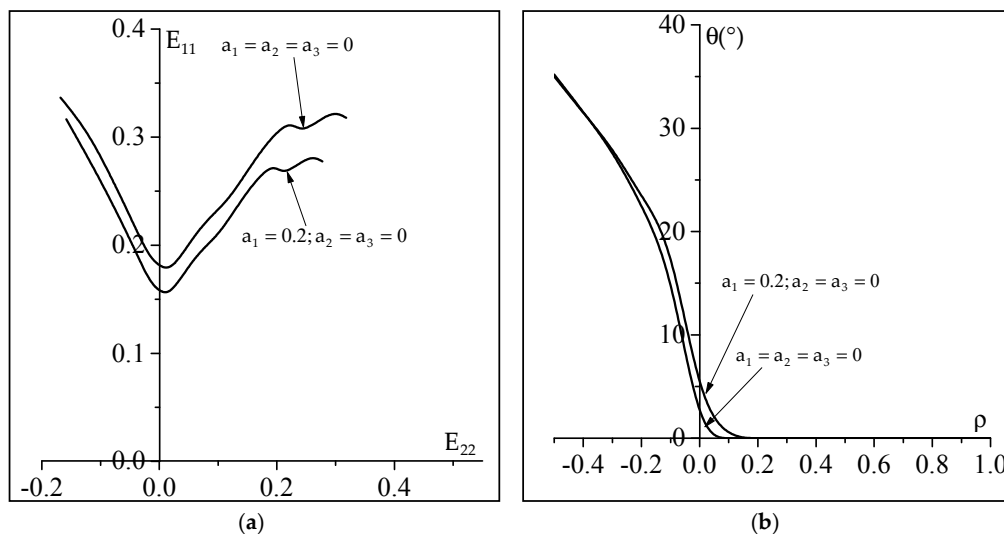 0.4
E₁₁
a₁ = a₂ = a₃ = 0
0.3
a₁ = 0.2; a₂ = a₃ = 0
0.2
0.1
0.0
E₂₂
-0.2 0.0 0.2 0.4
(a)
40
θ(°)
30
20
a₁ = 0.2; a₂ = a₃ = 0
10
a₁ = a₂ = a₃ = 0
0
ρ
-0.4 -0.2 0.0 0.2 0.4 0.6 0.8 1.0
(b)